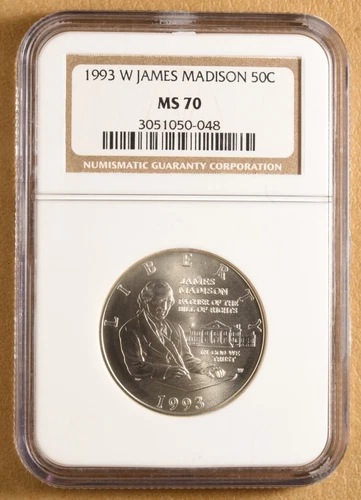 1993 W JAMES MADISON 50C
MS 70
3051050-048
NUMISMATIC GUARANTY CORPORATION
LIBERTY
JAMES
MADISON
FATHER OF THE
BILL OF RIGHTS
IN GOD WE
TRUST
W
1993